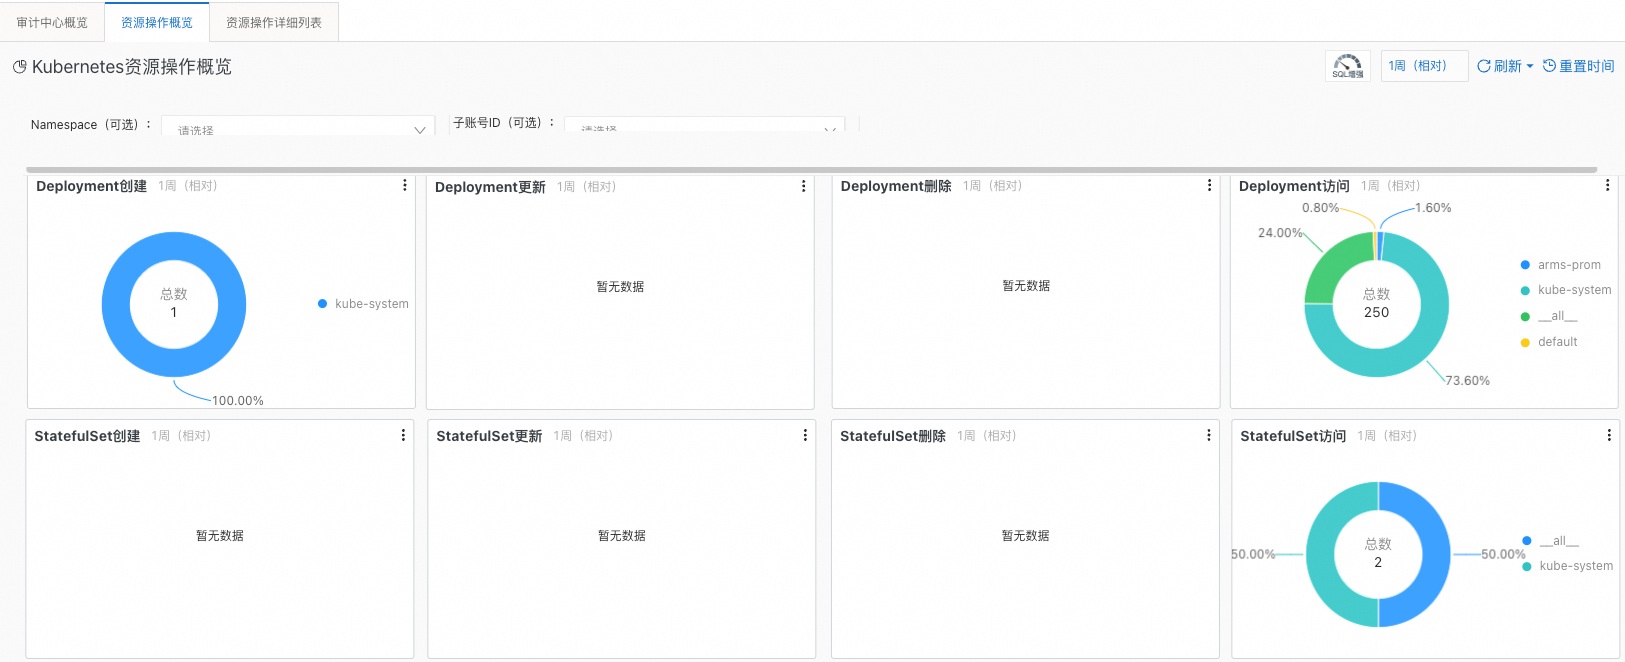 审计中心概览
资源操作概览
资源操作详细列表
Kubernetes资源操作概览
SQL增强
1周（相对）
刷新
重置时间
Namespace（可选）：
请选择
子账号ID（可选）：
请选择
Deployment创建 1周（相对）
总数
1
kube-system
100.00%
Deployment更新 1周（相对）
暂无数据
Deployment删除 1周（相对）
暂无数据
Deployment访问 1周（相对）
0.80%
1.60%
24.00%
总数
250
73.60%
arms-prom
kube-system
__all__
default
StatefulSet创建 1周（相对）
暂无数据
StatefulSet更新 1周（相对）
暂无数据
StatefulSet删除 1周（相对）
暂无数据
StatefulSet访问 1周（相对）
50.00%
总数
2
50.00%
__all__
kube-system